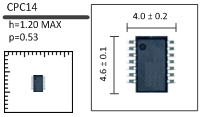 CPC14
h=1.20 MAX
p=0.53
4.0 ± 0.2
4.6 ± 0.1